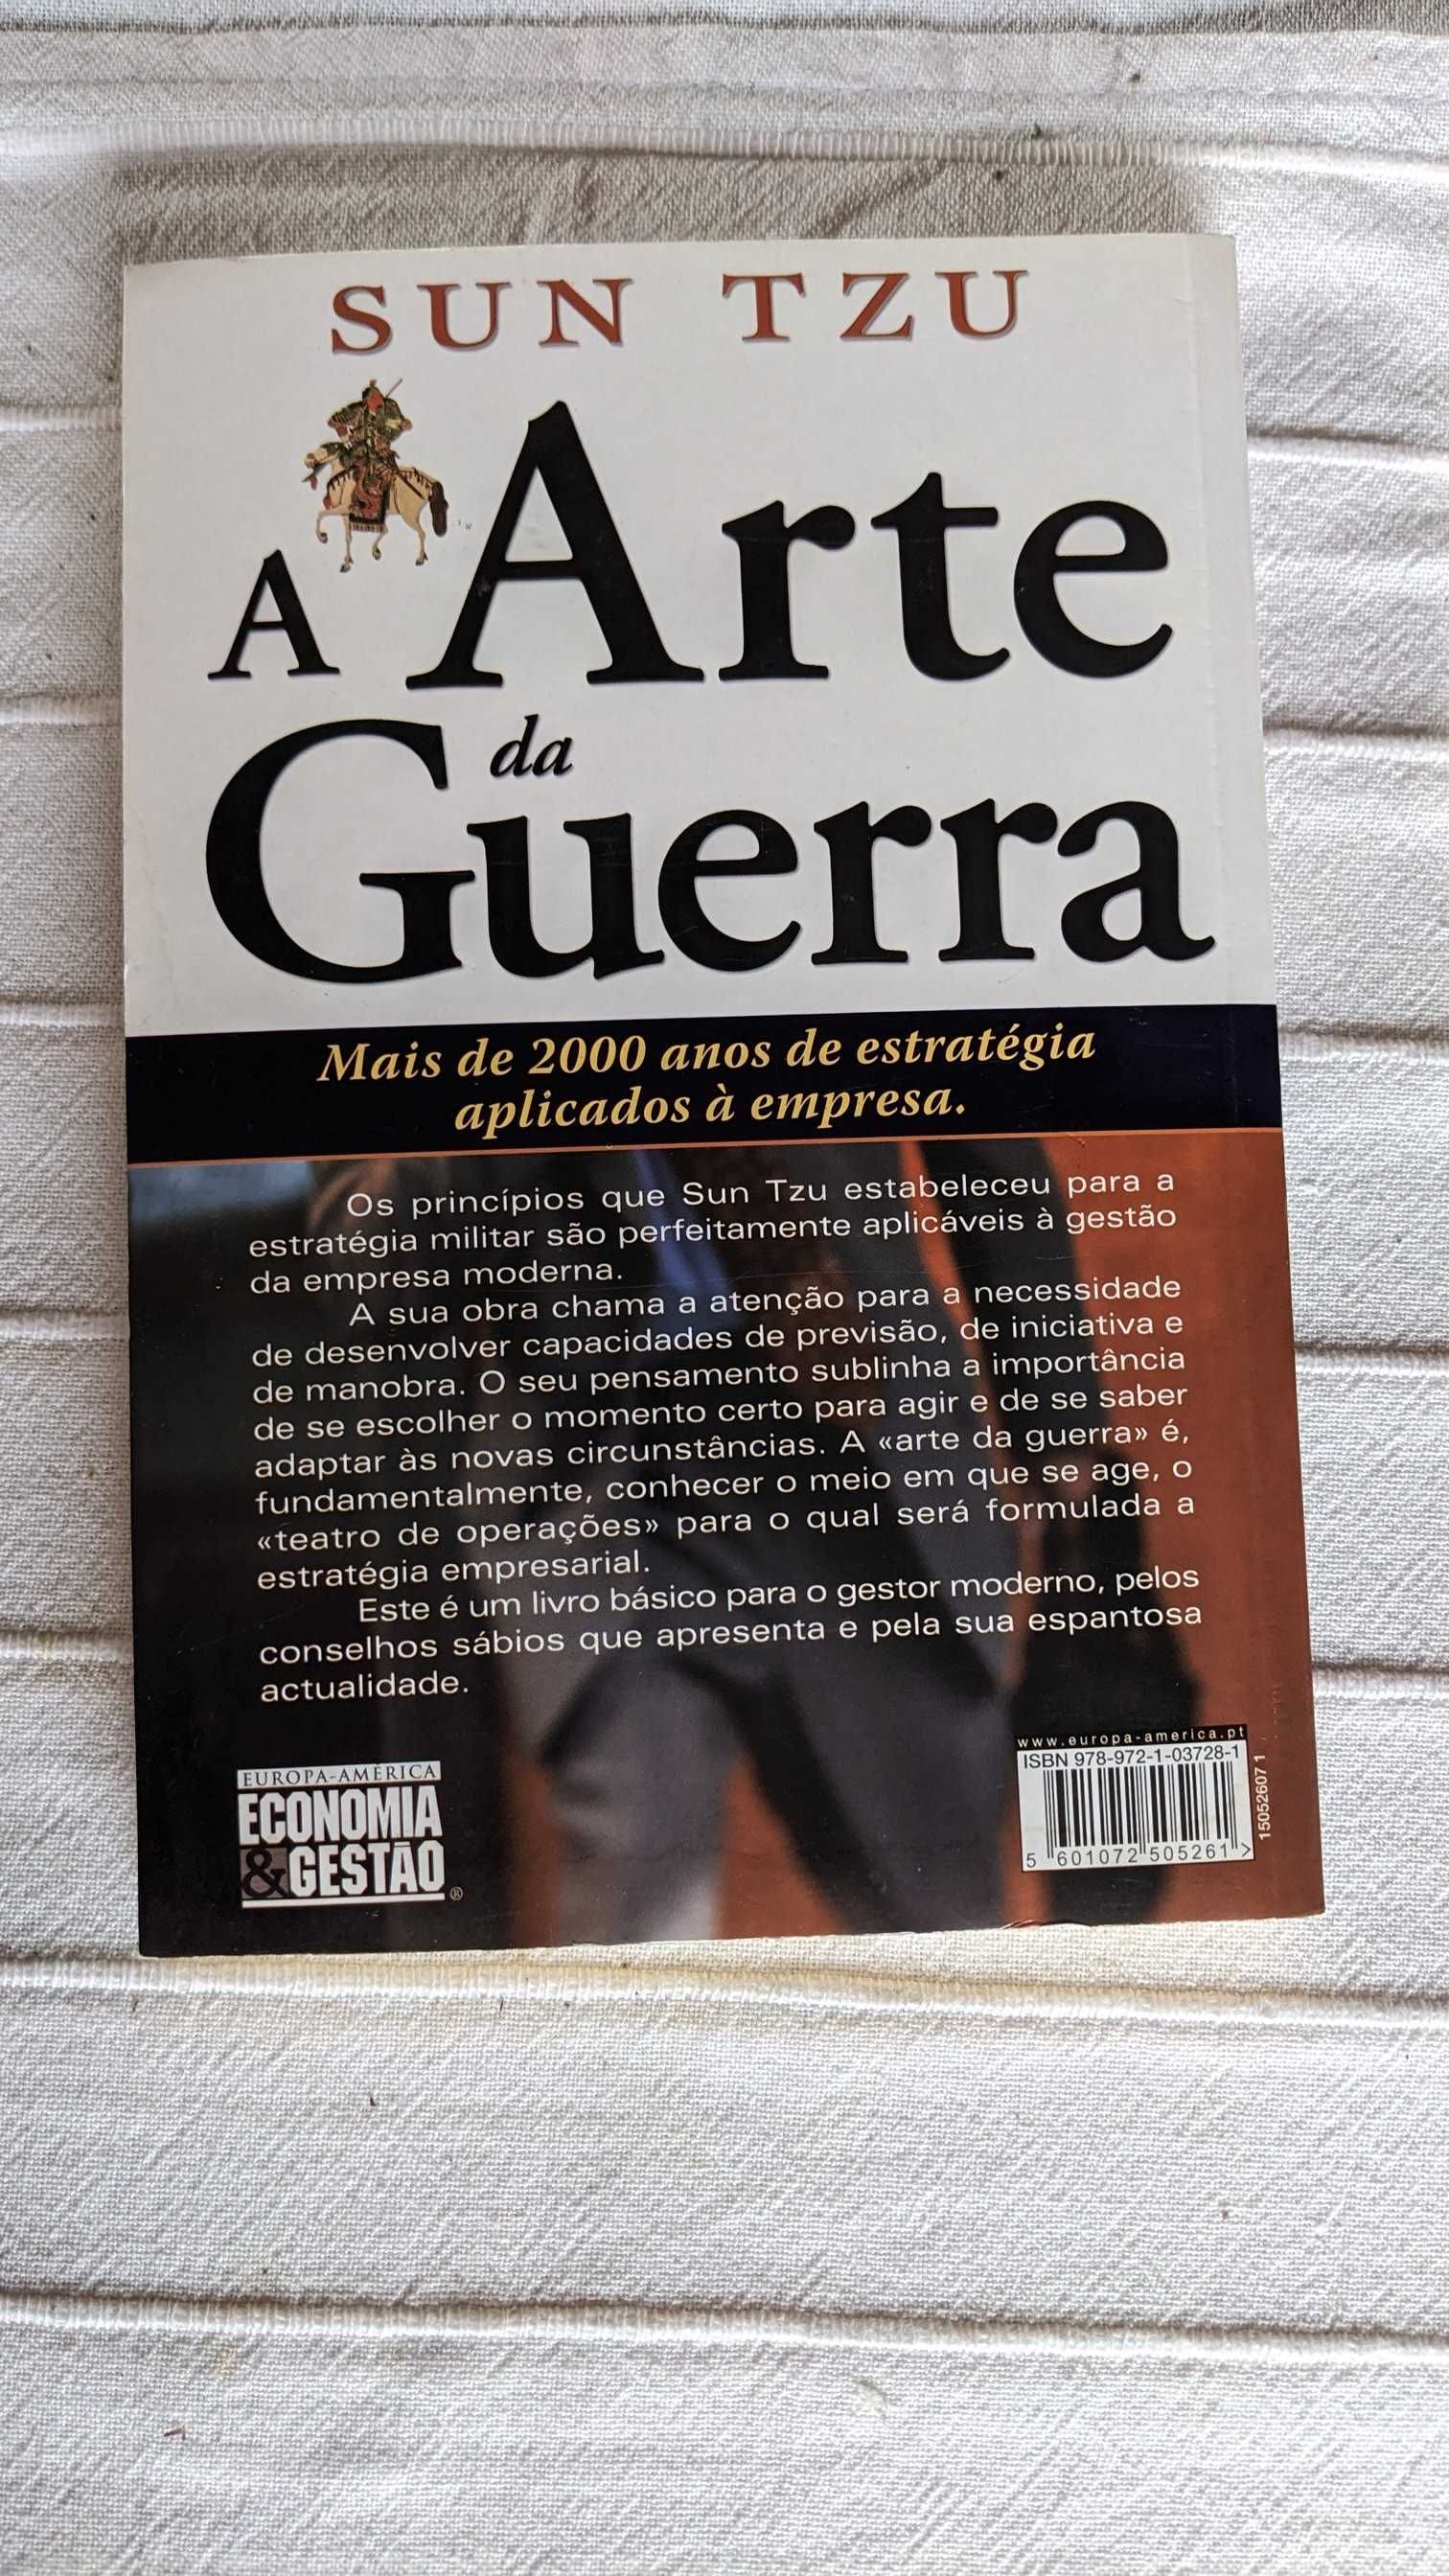 SUN TZU
A Arte
da
Guerra
Mais de 2000 anos de estratégia
aplicados à empresa.
Os princípios que Sun Tzu estabeleceu para a
estratégia militar são perfeitamente aplicáveis à gestão
da empresa moderna.
A sua obra chama a atenção para a necessidade
de desenvolver capacidades de previsão, de iniciativa e
de manobra. O seu pensamento sublinha a importância
de se escolher o momento certo para agir e de se saber
adaptar às novas circunstâncias. A «arte da guerra» é,
fundamentalmente, conhecer o meio em que se age, o
«teatro de operações» para o qual será formulada a
estratégia empresarial.
Este é um livro básico para o gestor moderno, pelos
conselhos sábios que apresenta e pela sua espantosa
actualidade.
EUROPA-AMÉRICA
ECONOMIA
&GESTÃO®
www.europa-america.pt
ISBN 978-972-1-03728-1
5 601072 505261 >
15052607 1